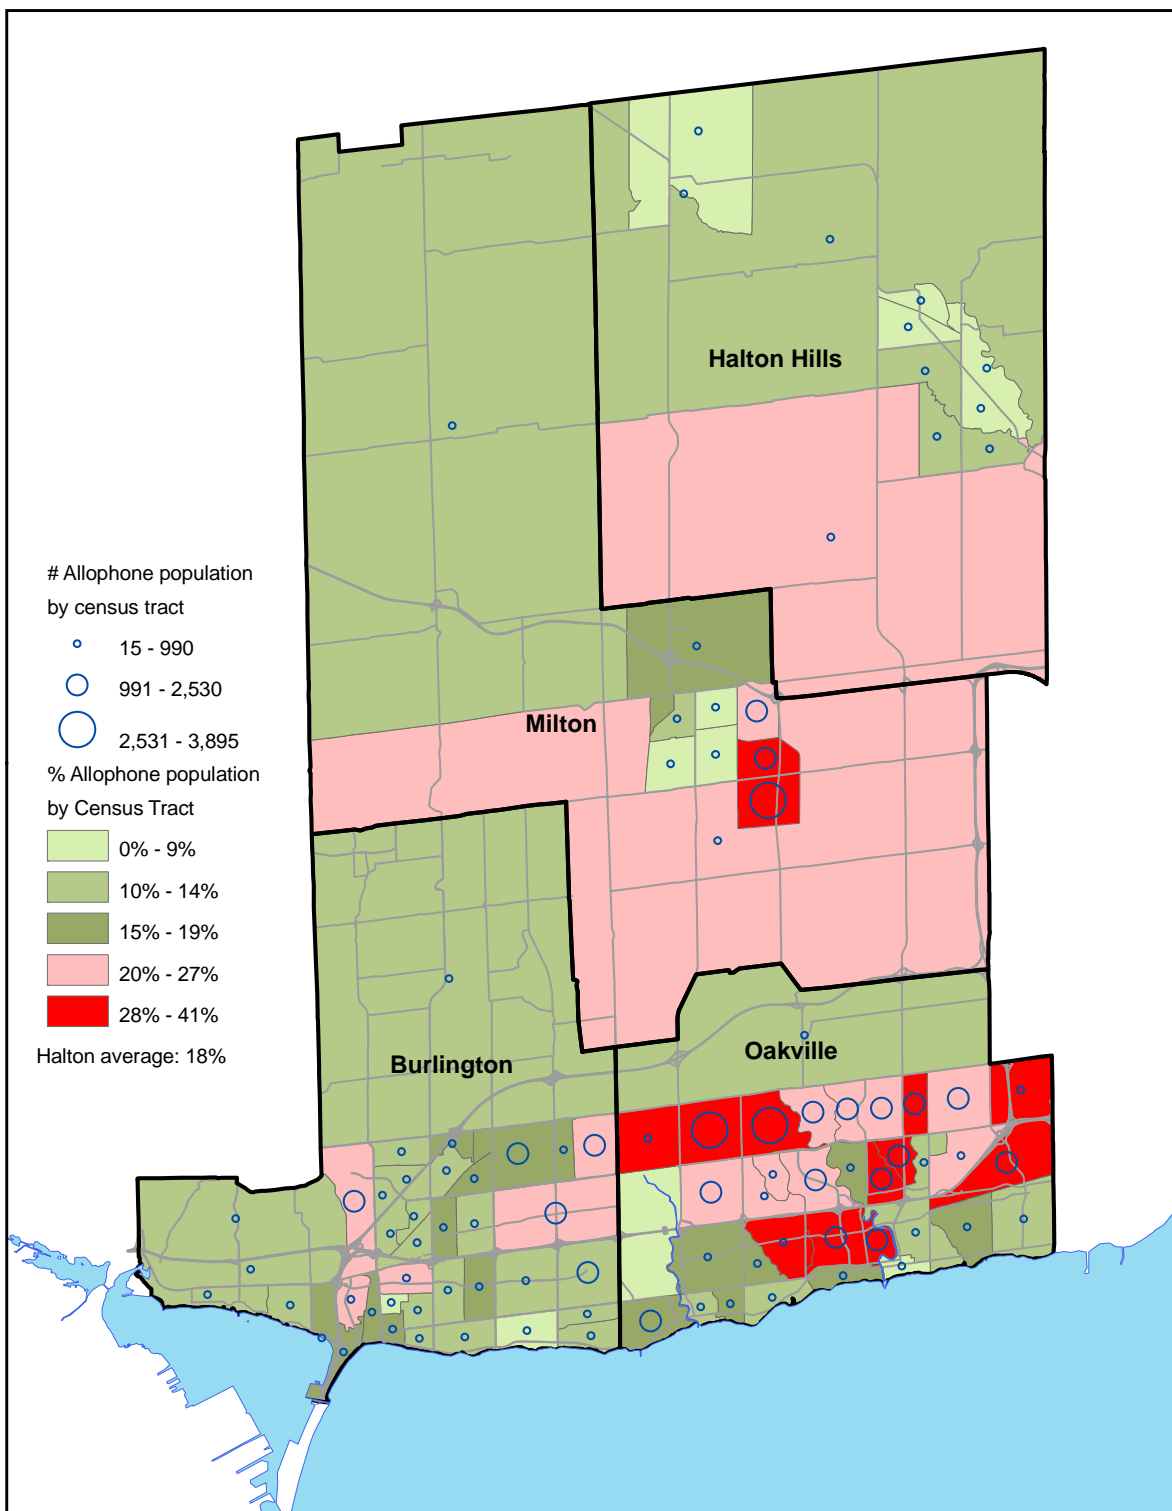 Halton Hills
# Allophone population
by census tract
15 - 990
991 - 2,530
2,531 - 3,895
% Allophone population
by Census Tract
0% - 9%
10% - 14%
15% - 19%
20% - 27%
28% - 41%
Halton average: 18%
Milton
Burlington
Oakville